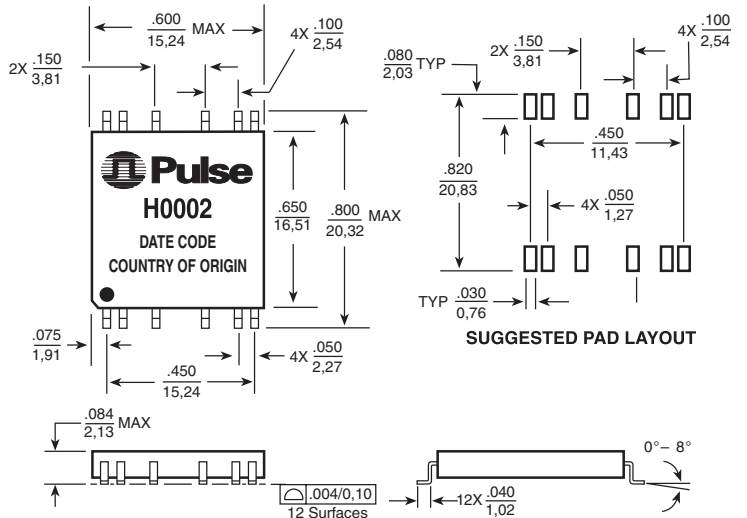 .600
15,24 MAX
4X .100
2,54
2X .150
3,81
Pulse
H0002
DATE CODE
COUNTRY OF ORIGIN
.650
16,51
.800
20,32 MAX
.075
1,91
.450
15,24
4X .050
2,27
.080
2,03 TYP
2X .150
3,81
4X .100
2,54
.450
11,43
.820
20,83
4X .050
1,27
TYP .030
0,76
SUGGESTED PAD LAYOUT
.084
2,13 MAX
.004/0,10
12 Surfaces
12X .040
1,02
0°– 8°